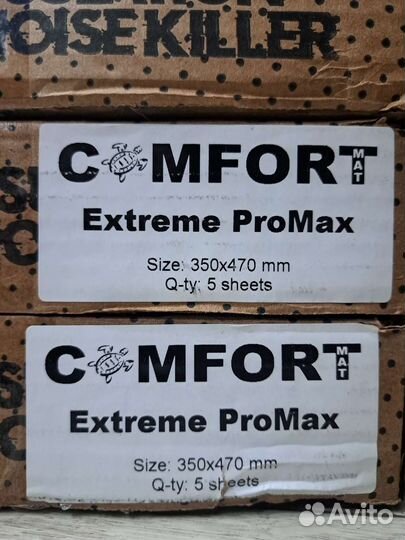 NOISE KILLER
COMFORT MAT
Extreme ProMax
Size: 350x470 mm
Q-ty: 5 sheets
COMFORT MAT
Extreme ProMax
Size: 350x470 mm
Q-ty: 5 sheets
Avito